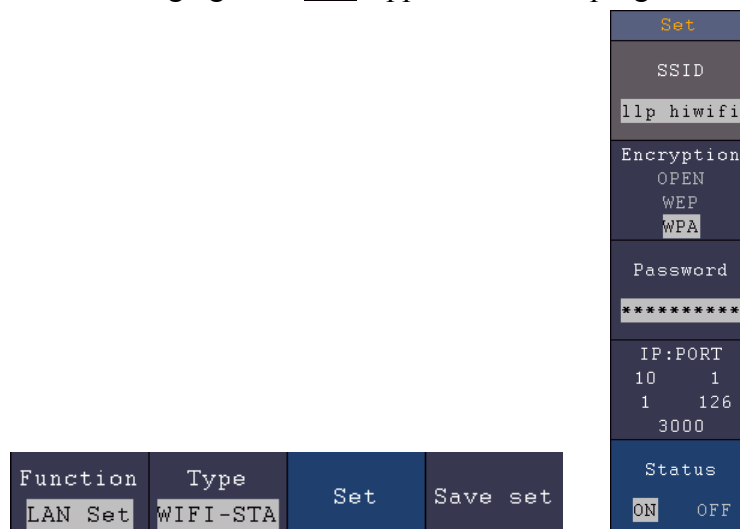 Set
SSID
llp hiwifi
Encryption
OPEN
WEP
WPA
Password
**********
IP:PORT
10 1
1 126
3000
Status
ON OFF
Function Type Set Save set
LAN Set WIFI-STA